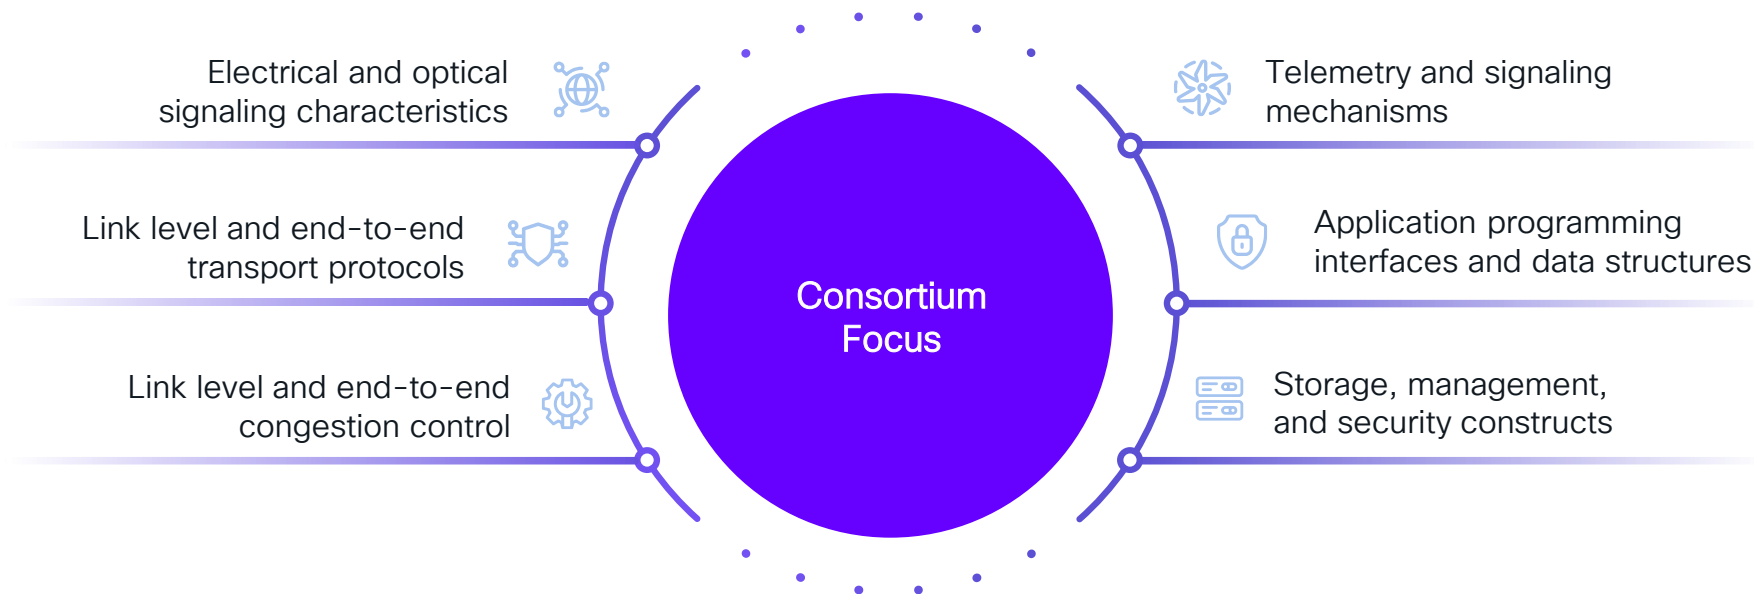 Electrical and optical
signaling characteristics
Link level and end-to-end
transport protocols
Link level and end-to-end
congestion control
Consortium
Focus
Telemetry and signaling
mechanisms
Application programming
interfaces and data structures
Storage, management,
and security constructs